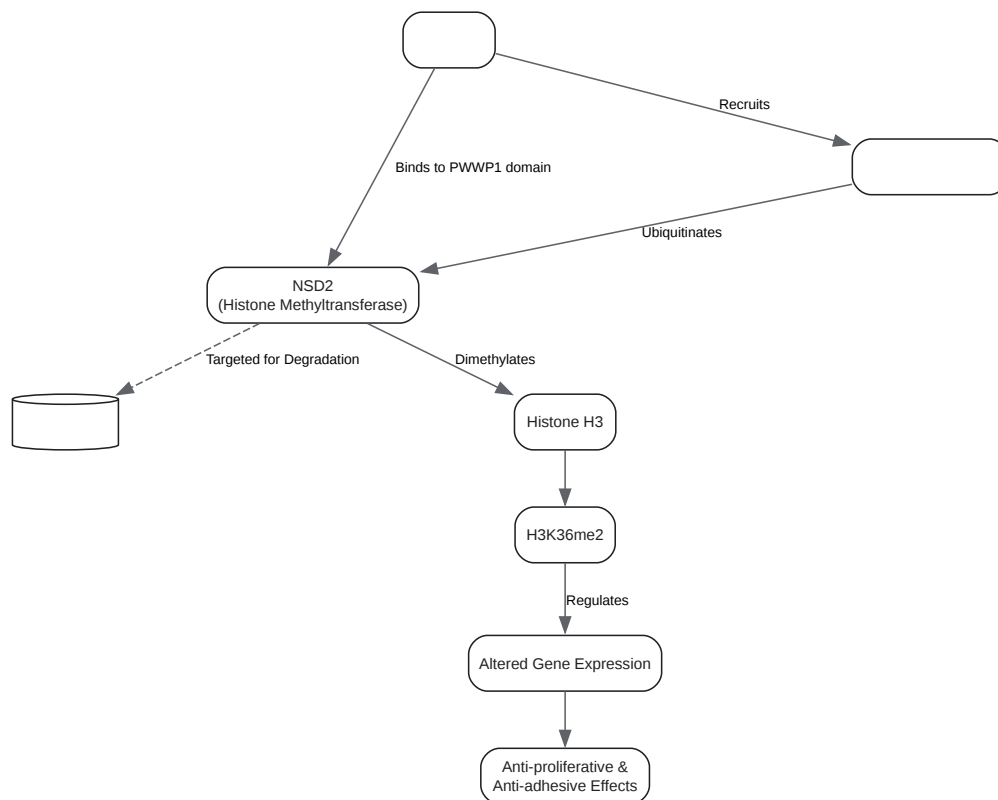 Recruits
Binds to PWWP1 domain
Ubiquitinates
NSD2
(Histone Methyltransferase)
Targeted for Degradation
Dimethylates
Histone H3
H3K36me2
Regulates
Altered Gene Expression
Anti-proliferative &
Anti-adhesive Effects